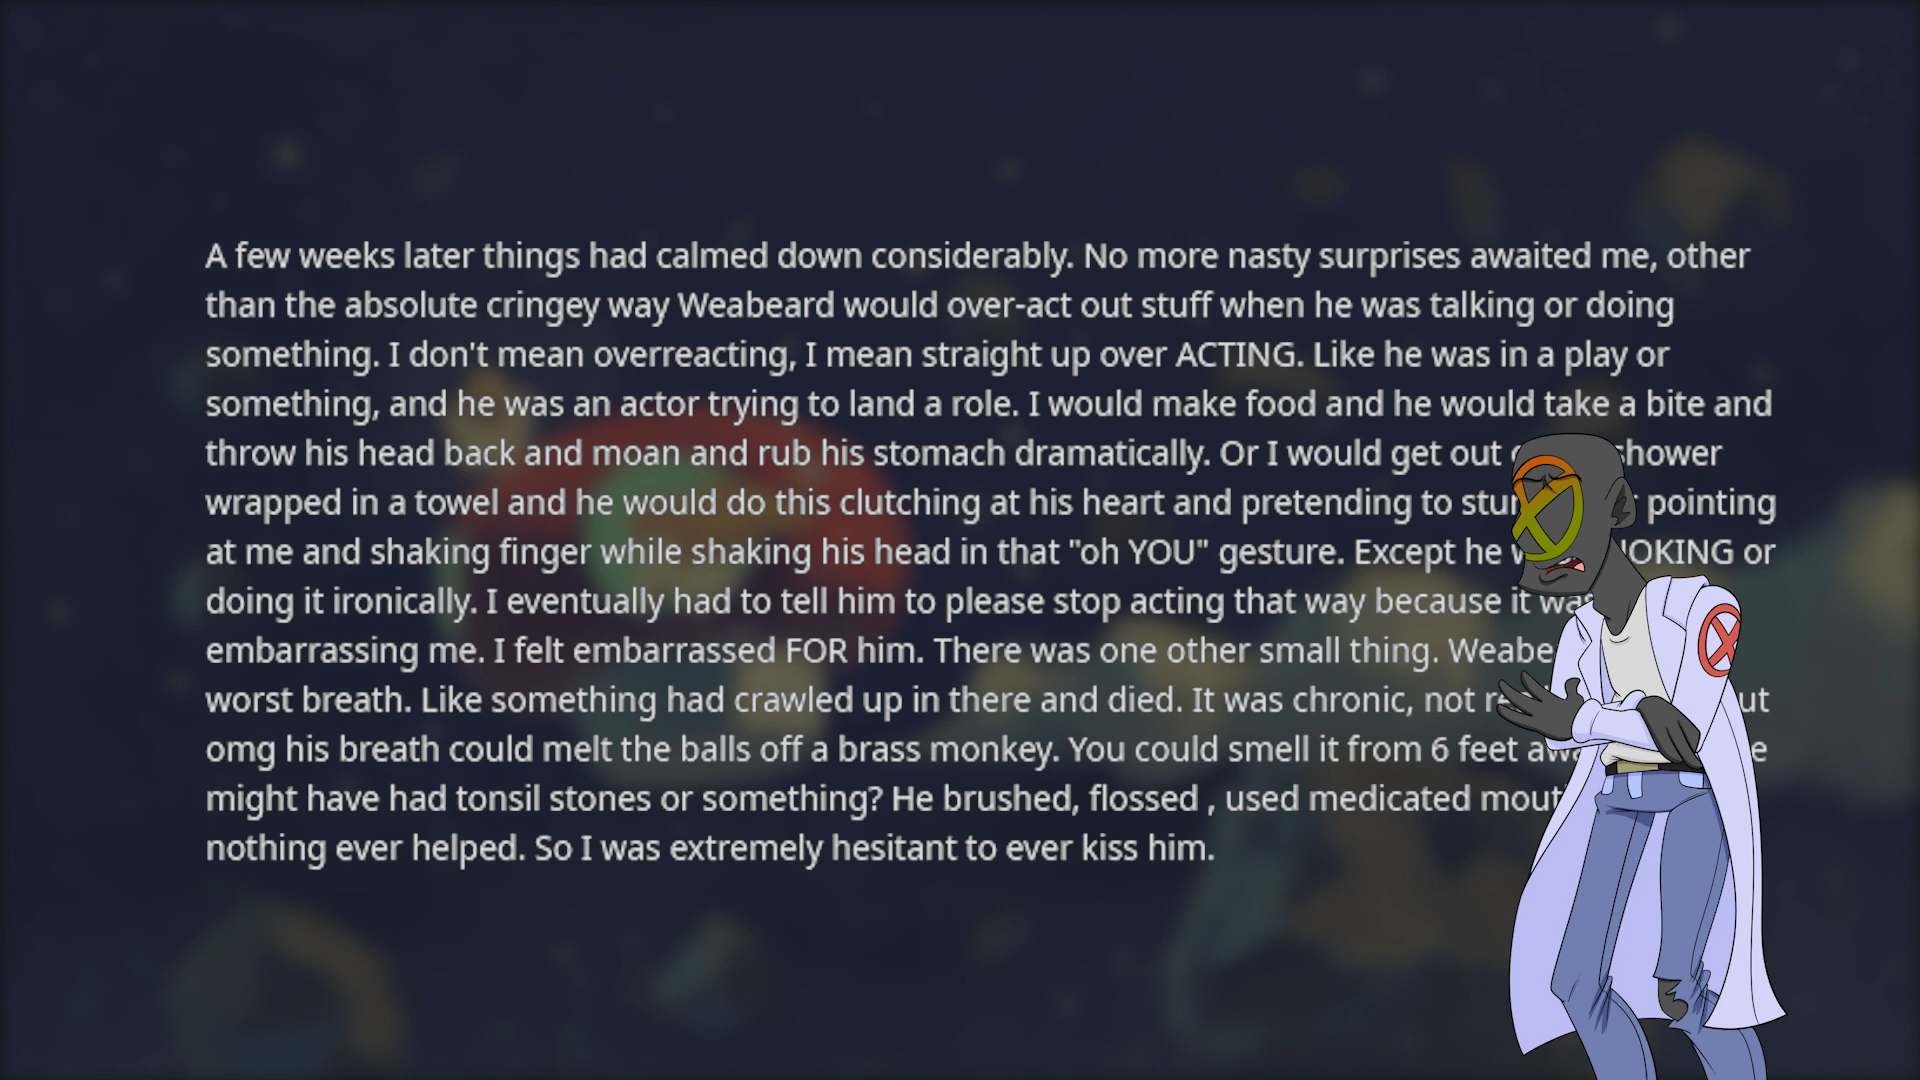 A few weeks later things had calmed down considerably. No more nasty surprises awaited me, other
than the absolute cringey way Weabeard would over-act out stuff when he was talking or doing
something. I don't mean overreacting, I mean straight up over ACTING. Like he was in a play or
something, and he was an actor trying to land a role. I would make food and he would take a bite and
throw his head back and moan and rub his stomach dramatically. Or I would get out shower
wrapped in a towel and he would do this clutching at his heart and pretending to pointing
at me and shaking finger while shaking his head in that "oh YOU" gesture. Except he or
doing it ironically. I eventually had to tell him to please stop acting that way because it was
embarrassing me. I felt embarrassed FOR him. There was one other small thing.
worst breath. Like something had crawled up in there and died. It was chronic, not
omg his breath could melt the balls off a brass monkey. You could smell it from 6 feet
might have had tonsil stones or something? He brushed, flossed , used medicated
nothing ever helped. So I was extremely hesitant to ever kiss him.